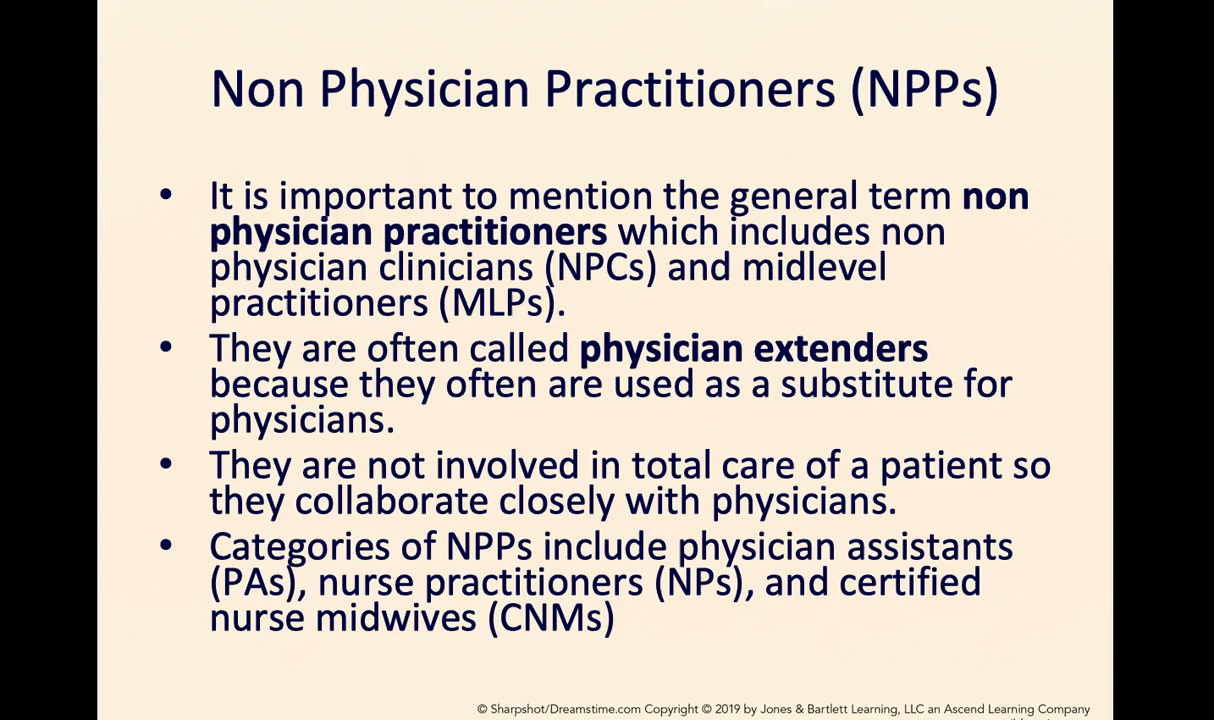 Non Physician Practitioners (NPPs)
• It is important to mention the general term non
physician practitioners which includes non
physician clinicians (NPCs) and midlevel
practitioners (MLPs).
• They are often called physician extenders
because they often are used as a substitute for
physicians.
• They are not involved in total care of a patient so
they collaborate closely with physicians.
• Categories of NPPs include physician assistants
(PAs), nurse practitioners (NPs), and certified
nurse midwives (CNMs)
© Sharpshot/Dreamstime.com Copyright © 2019 by Jones & Bartlett Learning, LLC an Ascend Learning Company